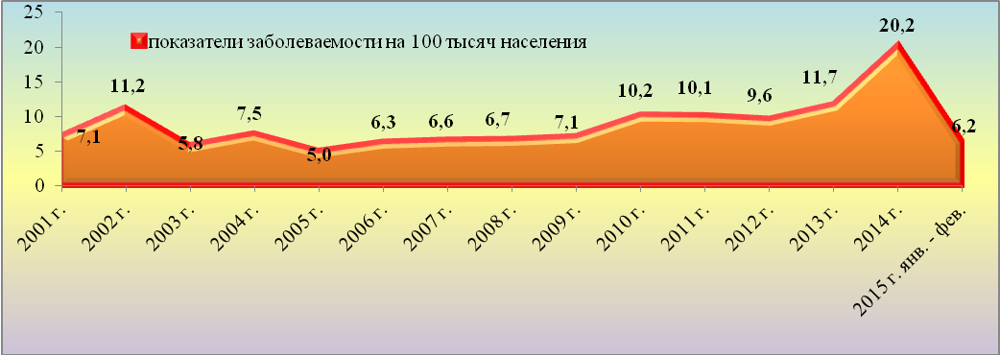 25
20
15
10
5
0
показатели заболеваемости на 100 тысяч населения
7,1
11,2
5,8
7,5
5,0
6,3
6,6
6,7
7,1
10,2
10,1
9,6
11,7
20,2
6,2
2001 г.
2002 г.
2003 г.
2004 г.
2005 г.
2006 г.
2007 г.
2008 г.
2009 г.
2010 г.
2011 г.
2012 г.
2013 г.
2014 г.
2015 г. янв. - фев.